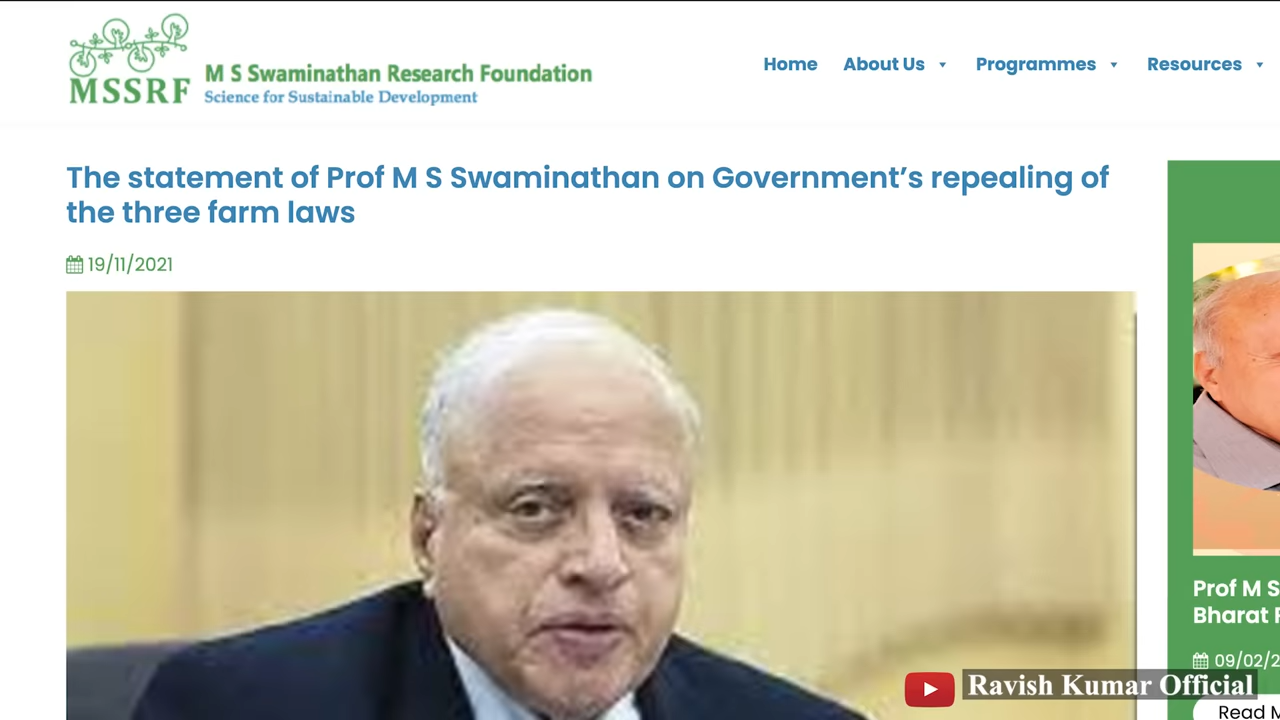 MSSRF
M S Swaminathan Research Foundation
Science for Sustainable Development
Home About Us Programmes Resources
The statement of Prof M S Swaminathan on Government’s repealing of
the three farm laws
19/11/2021
Prof M S
Bharat
09/02/2
Read
Ravish Kumar Official